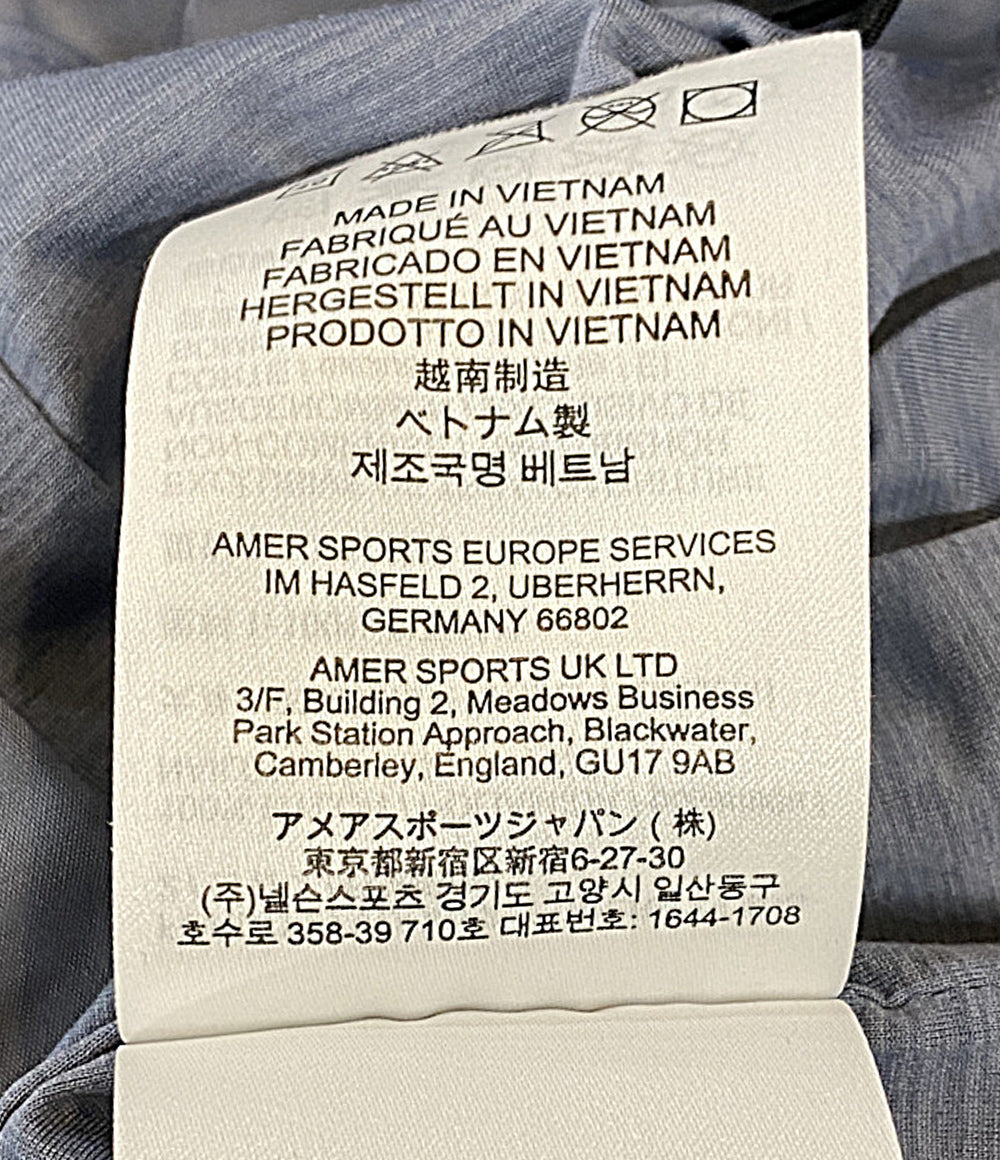 MADE IN VIETNAM
FABRIQUÉ AU VIETNAM
FABRICADO EN VIETNAM
HERGESTELLT IN VIETNAM
PRODOTTO IN VIETNAM
越南制造
ベトナム製
제조국명 베트남
AMER SPORTS EUROPE SERVICES
IM HASFELD 2, UBERHERRN,
GERMANY 66802
AMER SPORTS UK LTD
3/F, Building 2, Meadows Business
Park Station Approach, Blackwater,
Camberley, England, GU17 9AB
アメアスポーツジャパン ( 株)
東京都新宿区新宿6-27-30
(주)넬슨스포츠 경기도 고양시 일산동구
호수로 358-39 710호 대표번호: 1644-1708